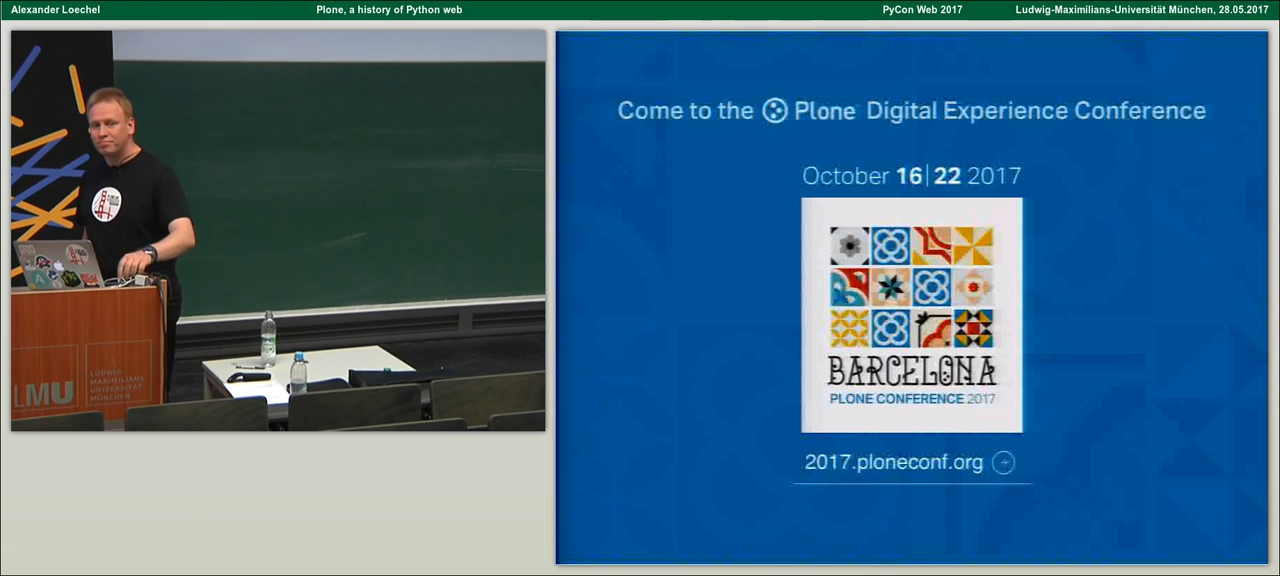 Alexander Loechel
Plone, a history of Python web
PyCon Web 2017
Ludwig-Maximilians-Universität München, 28.05.2017
Come to the Plone Digital Experience Conference
October 16|22 2017
BARCELONA
PLONE CONFERENCE 2017
2017.ploneconf.org
LMU
LUDWIG-
MAXIMILIANS-
UNIVERSITÄT
MÜNCHEN